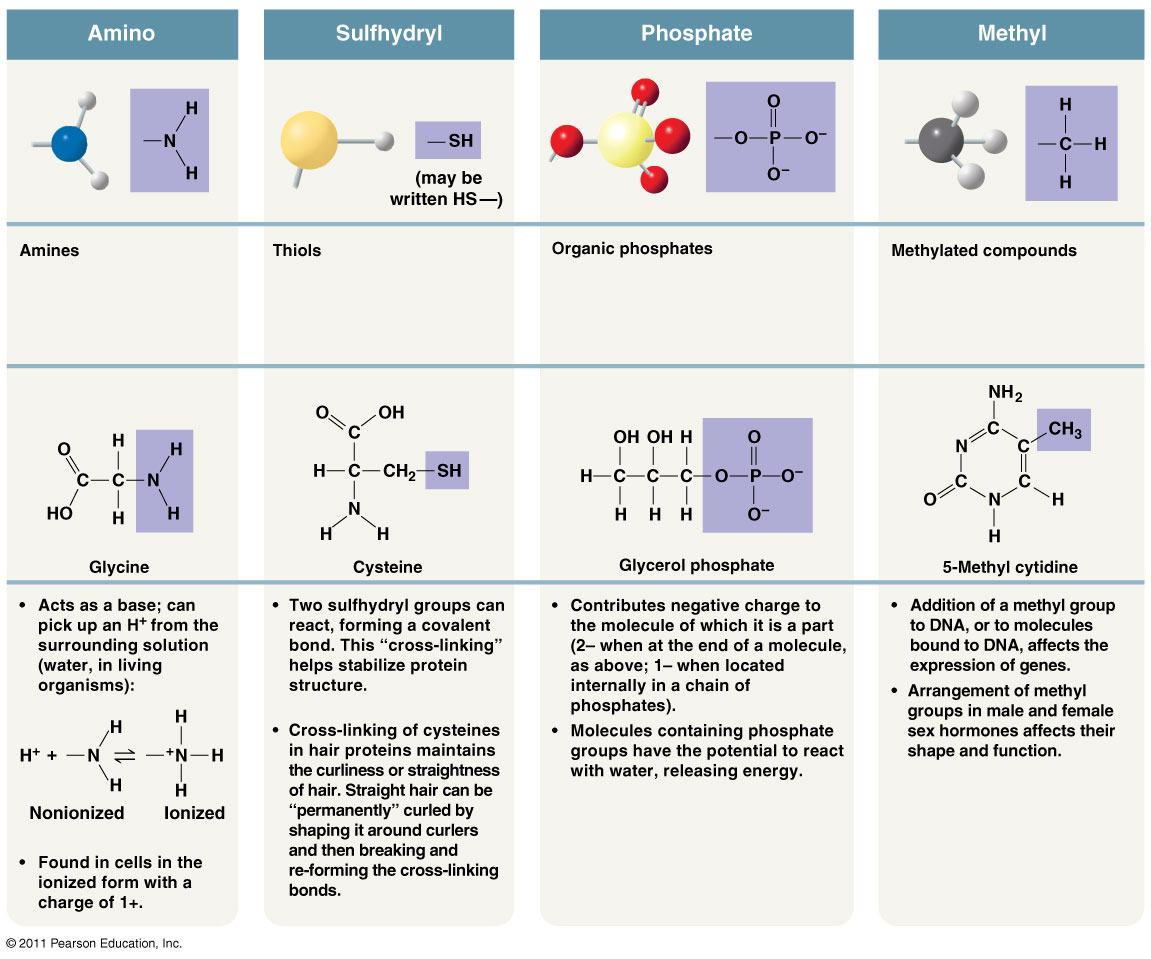 Amino
Sulfhydryl
Phosphate
Methyl
H
—N
H
—SH
(may be
written HS—)
O
—O—P—O−
O−
H
—C—H
H
Amines
Thiols
Organic phosphates
Methylated compounds
O
H
H
C
C
N
HO
H
H
Glycine
O
OH
C
H—C—CH2—SH
N
H
H
Cysteine
OH
OH
H
O
H—C—C—C—O—P—O−
H
H
H
O−
Glycerol phosphate
NH2
C
CH3
N
C
C
C
O
N
H
H
5-Methyl cytidine
• Acts as a base; can
pick up an H+ from the
surrounding solution
(water, in living
organisms):
H
H
H+ + —N ⇌ —+N—H
H
H
Nonionized
Ionized
• Found in cells in the
ionized form with a
charge of 1+.
• Two sulfhydryl groups can
react, forming a covalent
bond. This “cross-linking”
helps stabilize protein
structure.
• Cross-linking of cysteines
in hair proteins maintains
the curliness or straightness
of hair. Straight hair can be
“permanently” curled by
shaping it around curlers
and then breaking and
re-forming the cross-linking
bonds.
• Contributes negative charge to
the molecule of which it is a part
(2– when at the end of a molecule,
as above; 1– when located
internally in a chain of
phosphates).
• Molecules containing phosphate
groups have the potential to react
with water, releasing energy.
• Addition of a methyl group
to DNA, or to molecules
bound to DNA, affects the
expression of genes.
• Arrangement of methyl
groups in male and female
sex hormones affects their
shape and function.
© 2011 Pearson Education, Inc.